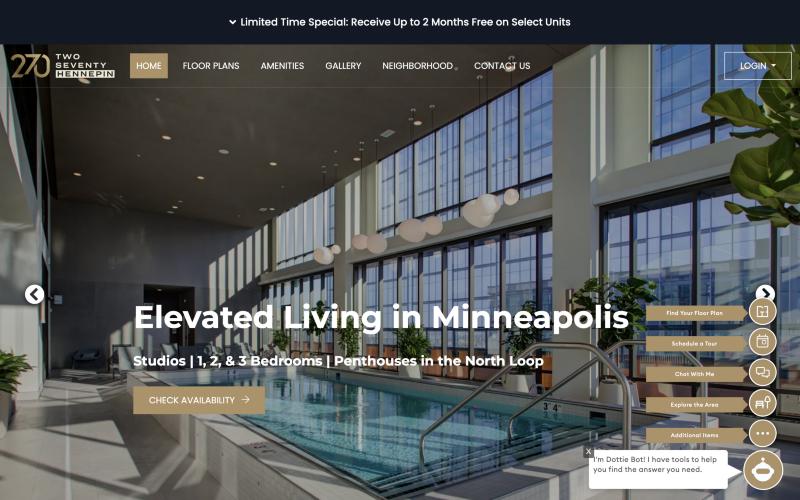 Limited Time Special: Receive Up to 2 Months Free on Select Units
270 TWO
SEVENTY
HENNEPIN
HOME FLOOR PLANS AMENITIES GALLERY NEIGHBORHOOD CONTACT US LOGIN
Elevated Living in Minneapolis
Studios | 1, 2, & 3 Bedrooms | Penthouses in the North Loop
CHECK AVAILABILITY
Find Your Floor Plan
Schedule a Tour
Chat With Me
Explore the Area
Additional Items
3'4"
X
I'm Dottie Bot! I have tools to help
you find the answer you need.